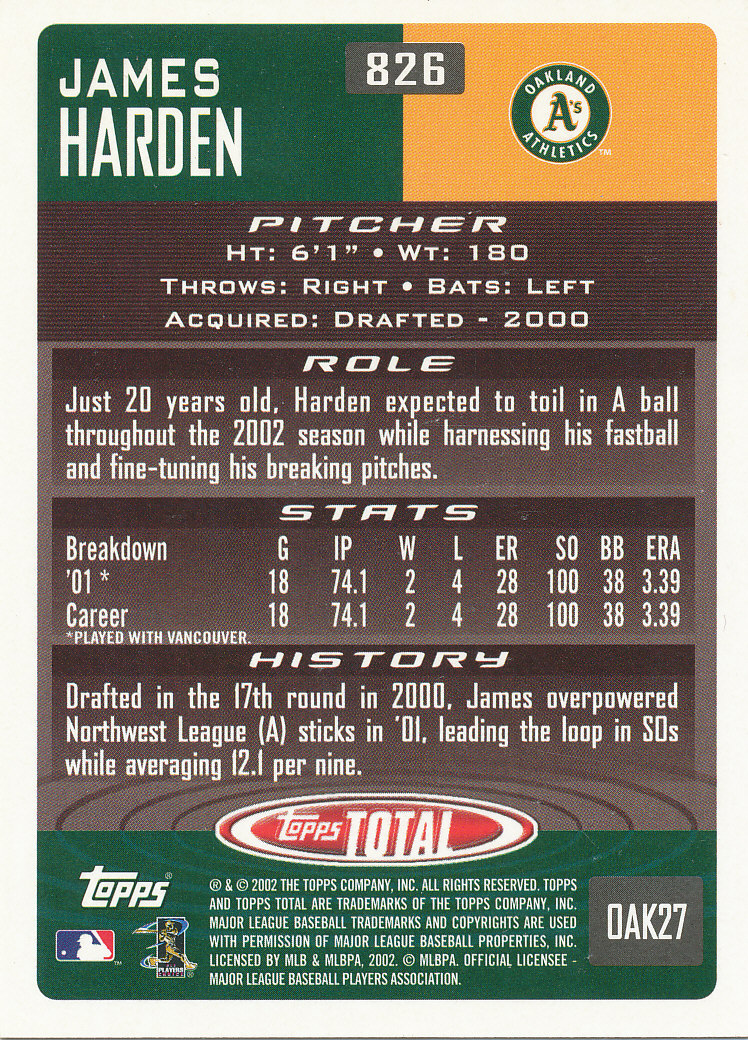 JAMES
HARDEN
826
OAKLAND
A's
ATHLETICS
TM
PITCHER
HT: 6'1" • WT: 180
THROWS: RIGHT • BATS: LEFT
ACQUIRED: DRAFTED - 2000
ROLE
Just 20 years old, Harden expected to toil in A ball
throughout the 2002 season while harnessing his fastball
and fine-tuning his breaking pitches.
STATS
Breakdown G IP W L ER SO BB ERA
'01 * 18 74.1 2 4 28 100 38 3.39
Career 18 74.1 2 4 28 100 38 3.39
*PLAYED WITH VANCOUVER.
HISTORY
Drafted in the 17th round in 2000, James overpowered
Northwest League (A) sticks in '01, leading the loop in SOs
while averaging 12.1 per nine.
topps TOTAL
topps®
® & © 2002 THE TOPPS COMPANY, INC. ALL RIGHTS RESERVED. TOPPS
AND TOPPS TOTAL ARE TRADEMARKS OF THE TOPPS COMPANY, INC.
MAJOR LEAGUE BASEBALL TRADEMARKS AND COPYRIGHTS ARE USED
WITH PERMISSION OF MAJOR LEAGUE BASEBALL PROPERTIES, INC.
LICENSED BY MLB & MLBPA, 2002. © MLBPA. OFFICIAL LICENSEE -
MAJOR LEAGUE BASEBALL PLAYERS ASSOCIATION.
TM
PLAYERS
CHOICE
®
OAK27